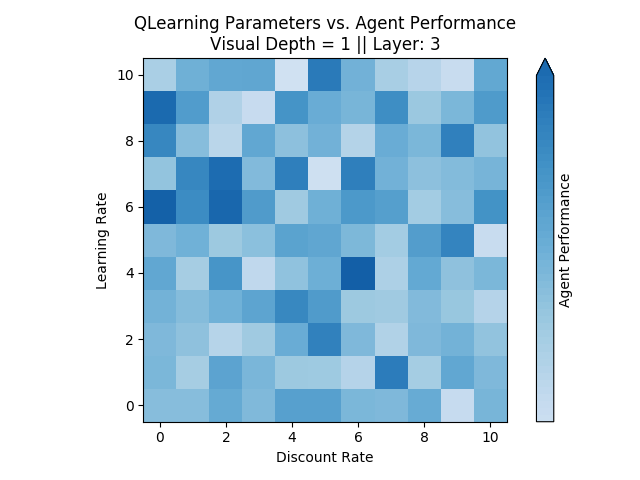 QLearning Parameters vs. Agent Performance
Visual Depth = 1 || Layer: 3
10
8
6
4
2
0
Learning Rate
0 2 4 6 8 10
Discount Rate
Agent Performance